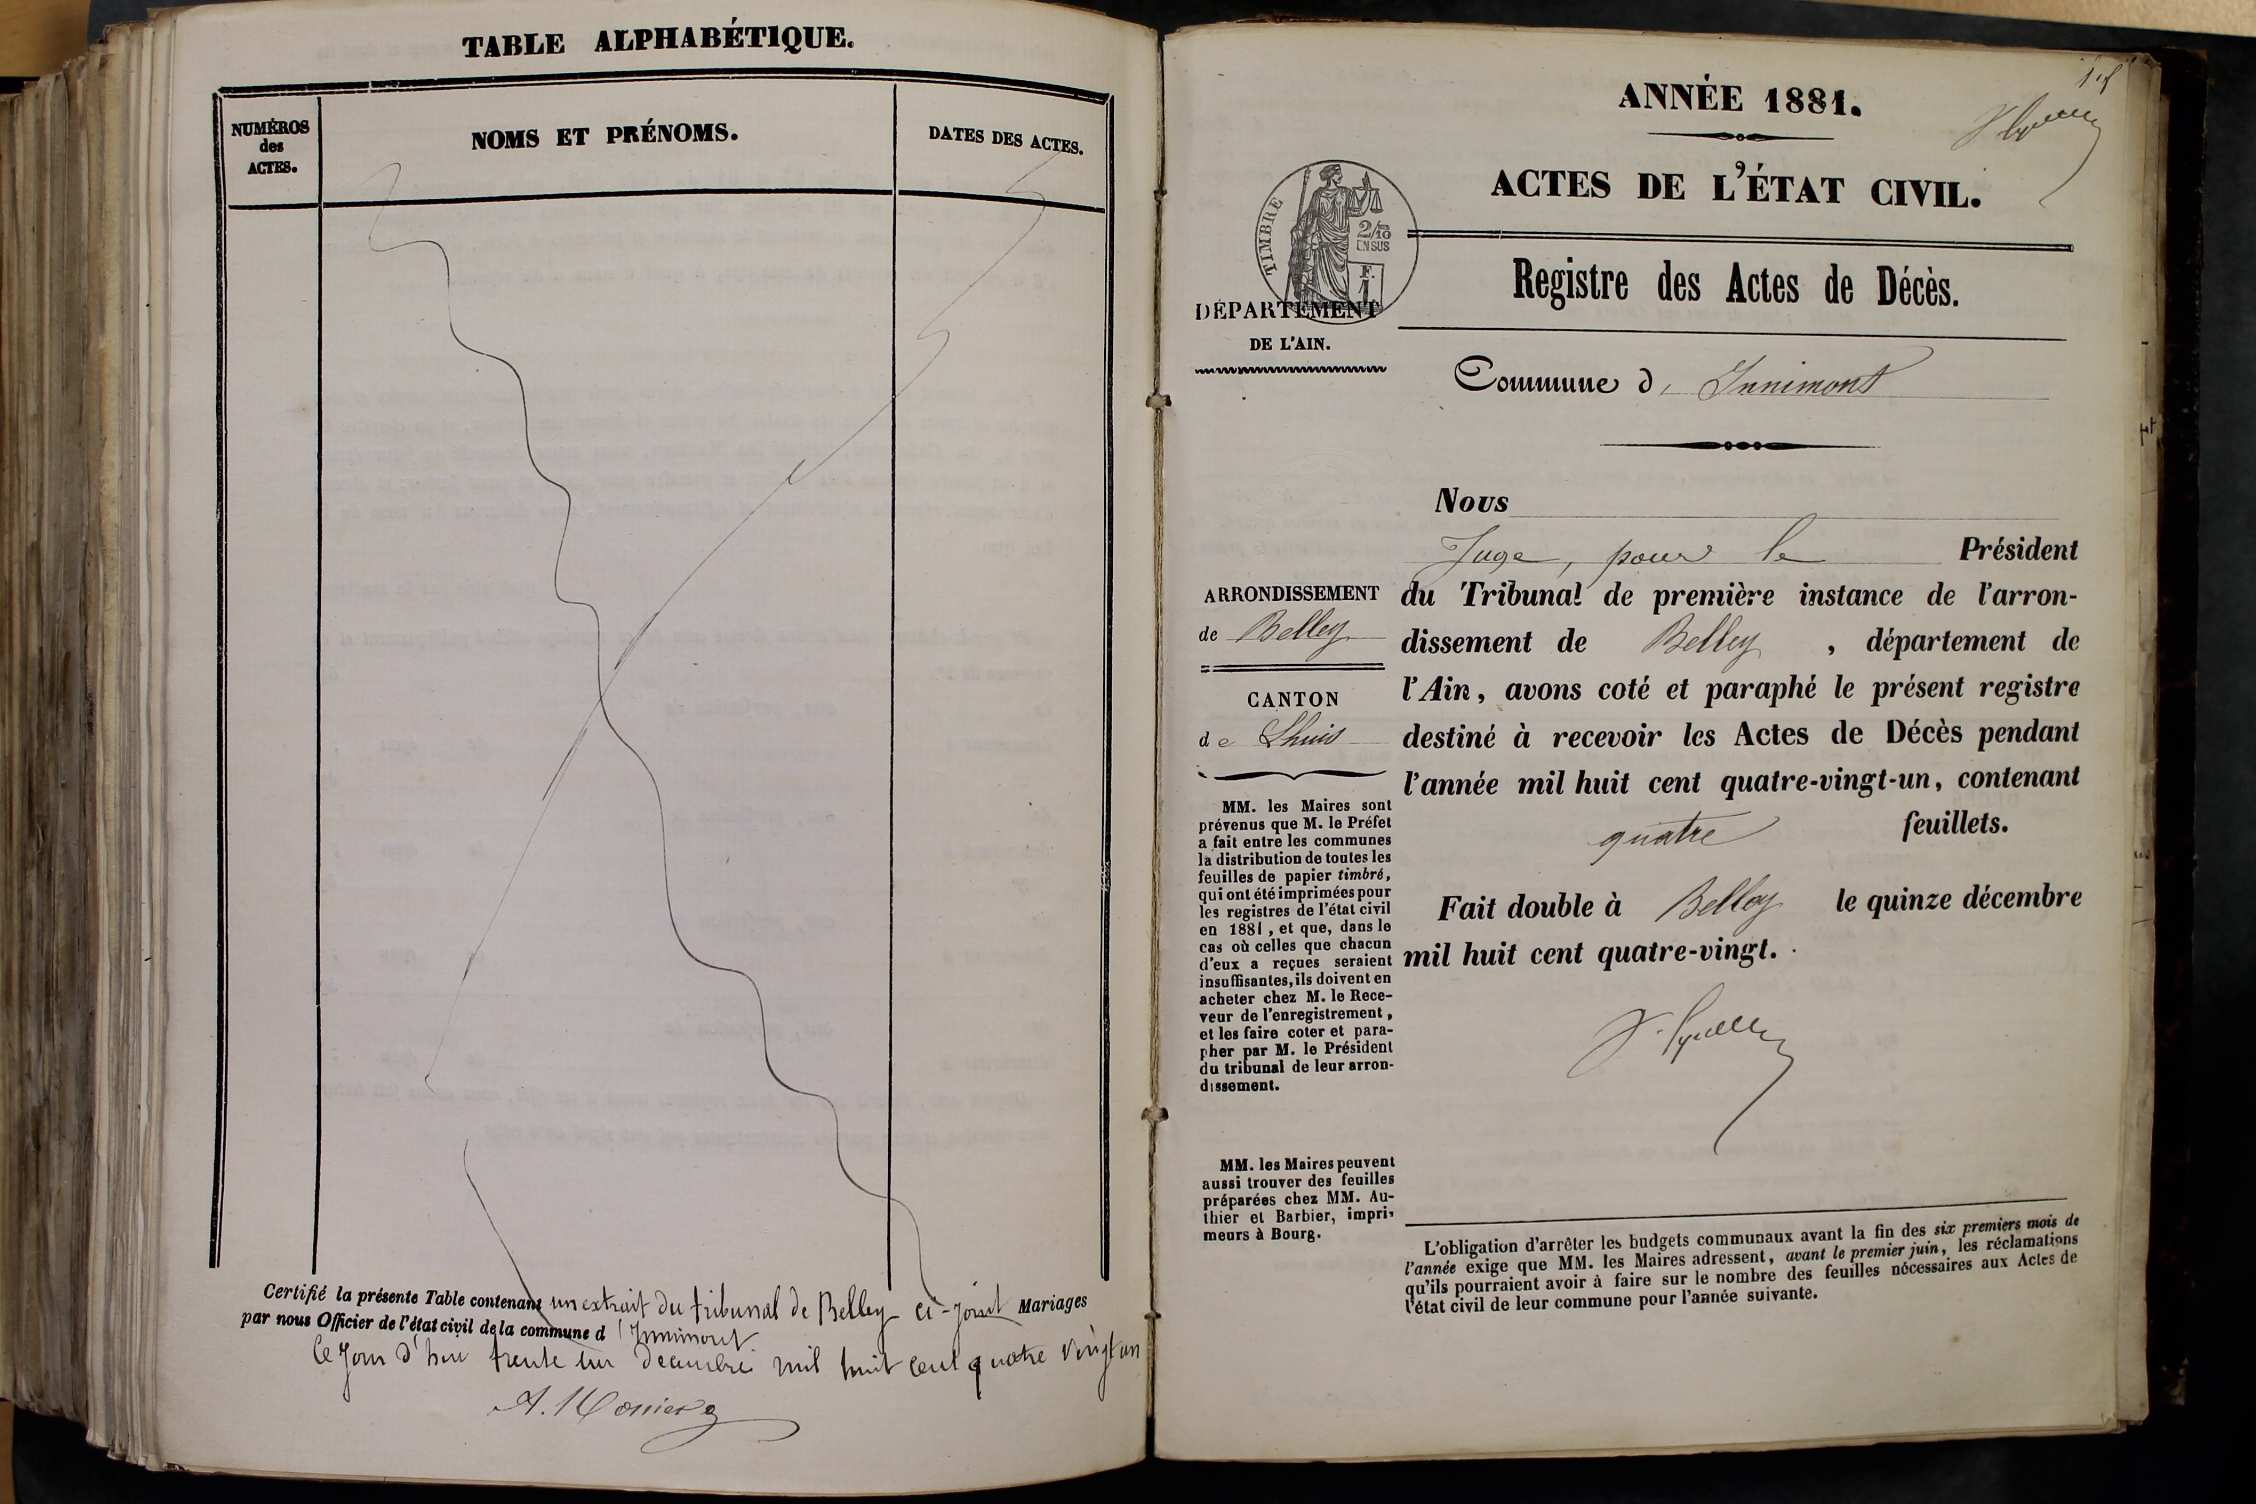 TABLE ALPHABÉTIQUE.
NUMÉROS
des
ACTES.
NOMS ET PRÉNOMS.
DATES DES ACTES.
Certifié la présente Table contenant un extrait du tribunal de Belley ci-joint Mariages
par nous Officier de l'état civil de la commune d'Innimont
ce jour d'hui trente un décembre mil huit cent quatre vingt un
ANNÉE 1881.
ACTES DE L'ÉTAT CIVIL.
TIMBRE
2/10
EN SUS
F.
1
Registre des Actes de Décès.
DÉPARTEMENT
DE L'AIN.
Commune d' Innimont
Nous
Juge, pour le Président
du Tribunal de première instance de l'arron-
dissement de Belley, département de
l'Ain, avons coté et paraphé le présent registre
destiné à recevoir les Actes de Décès pendant
l'année mil huit cent quatre-vingt-un, contenant
quatre feuillets.
Fait double à Belley le quinze décembre
mil huit cent quatre-vingt.
ARRONDISSEMENT
de Belley
CANTON
de Lhuis
MM. les Maires sont
prévenus que M. le Préfet
a fait entre les communes
la distribution de toutes les
feuilles de papier timbré,
qui ont été imprimées pour
les registres de l'état civil
en 1881, et que, dans le
cas où celles que chacun
d'eux a reçues seraient
insuffisantes, ils doivent en
acheter chez M. le Rece-
veur de l'enregistrement,
et les faire coter et para-
pher par M. le Président
du tribunal de leur arron-
dissement.
MM. les Maires peuvent
aussi trouver des feuilles
préparées chez MM. Au-
thier et Barbier, impri-
meurs à Bourg.
L'obligation d'arrêter les budgets communaux avant la fin des six premiers mois de
l'année exige que MM. les Maires adressent, avant le premier juin, les réclamations
qu'ils pourraient avoir à faire sur le nombre des feuilles nécessaires aux Actes de
l'état civil de leur commune pour l'année suivante.